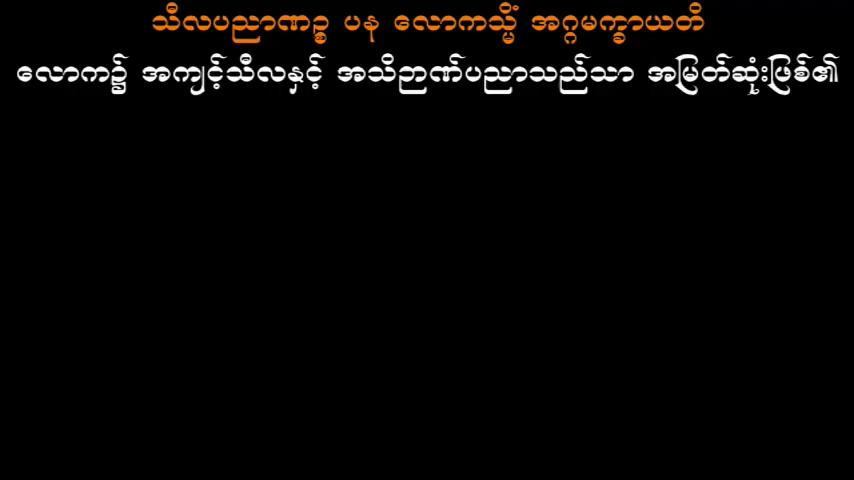 သီလပညာဏဉ္စ ပန လောကသ္မိံ အဂ္ဂမက္ခာယတိ
လောက၌ အကျင့်သီလနှင့် အသိဉာဏ်ပညာသည်သာ အမြတ်ဆုံးဖြစ်၏